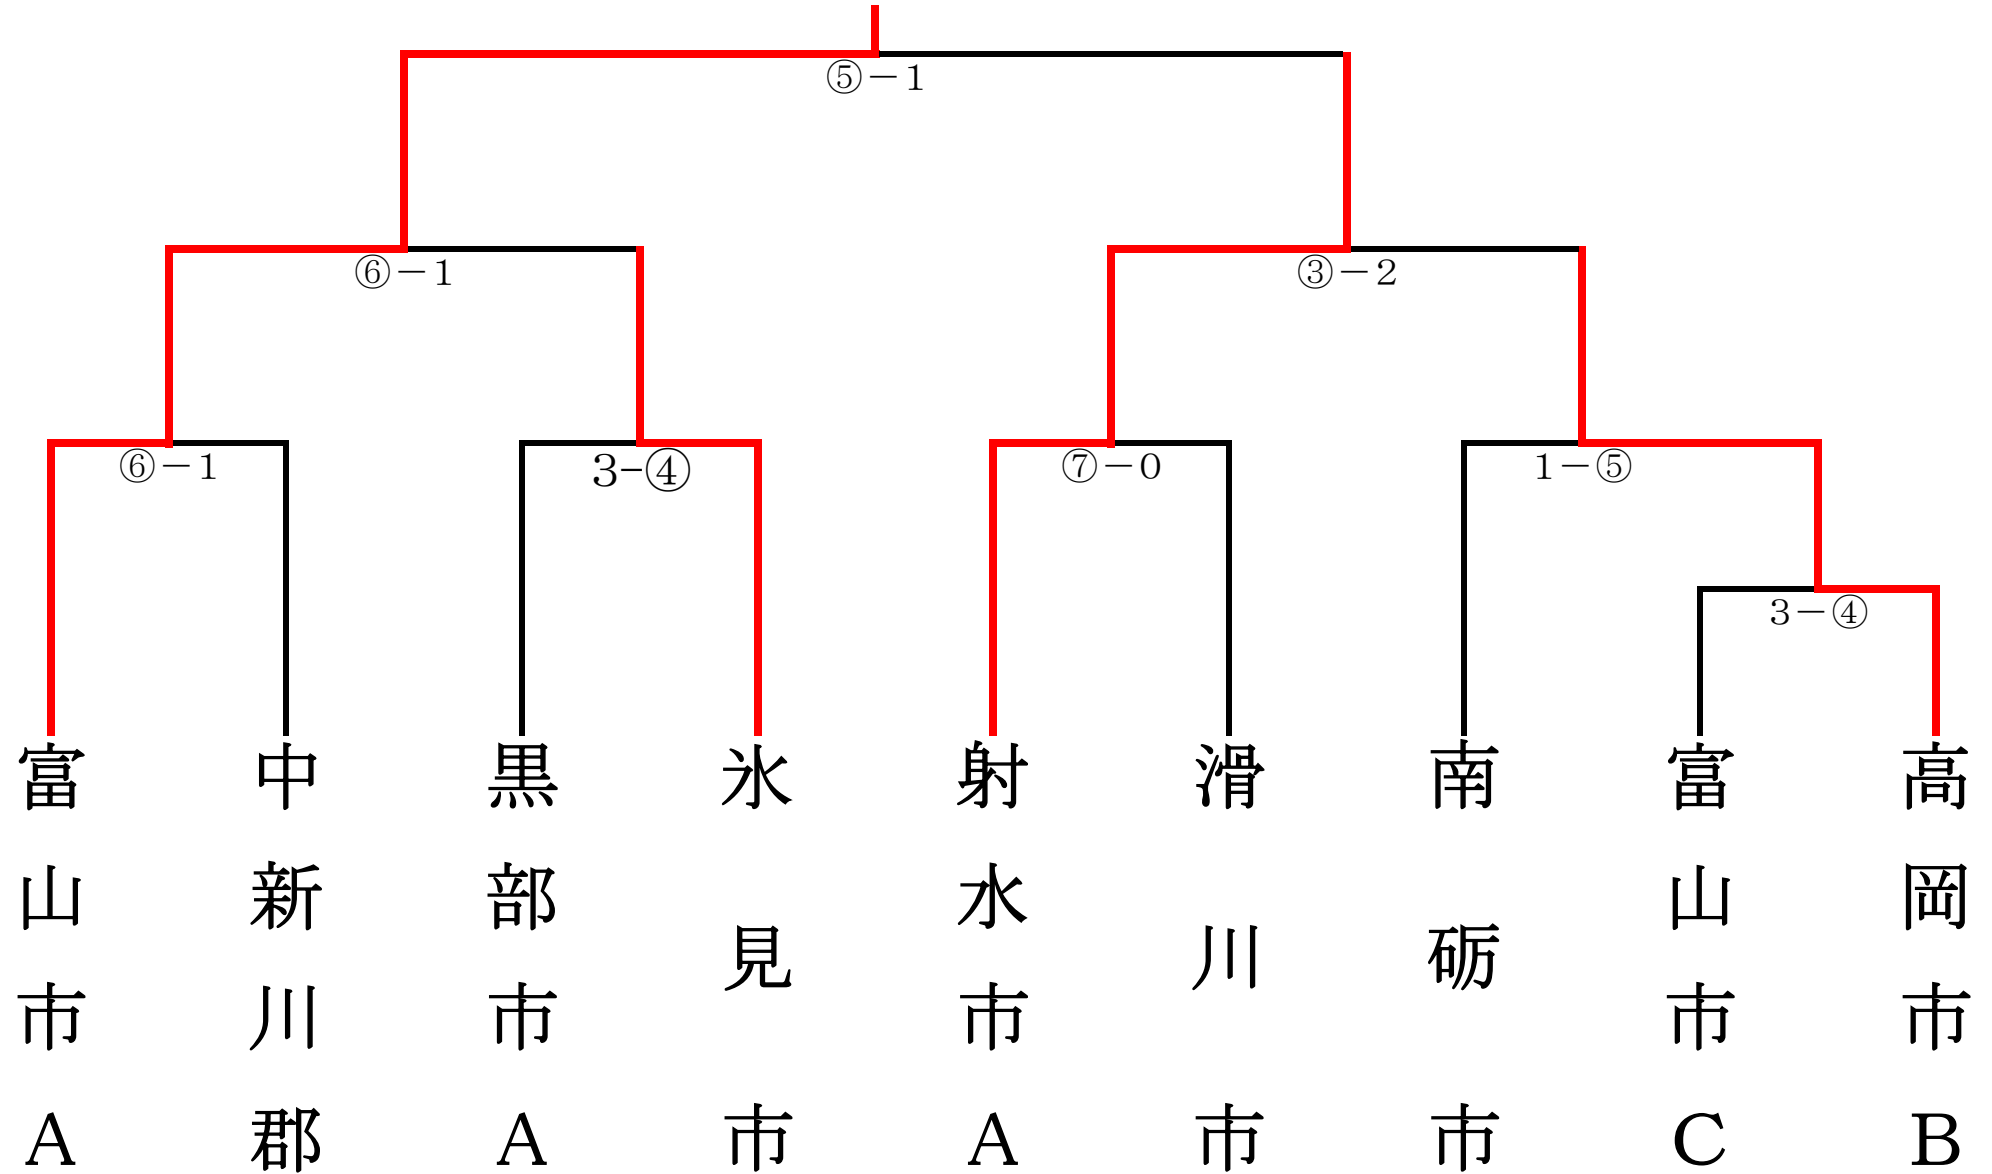 ⑤－1
⑥－1
③－2
⑥－1
3-④
⑦－0
1－⑤
3－④
富山市A
中新川郡
黒部市A
氷見市
射水市A
滑川市
南砺市
富山市C
高岡市B